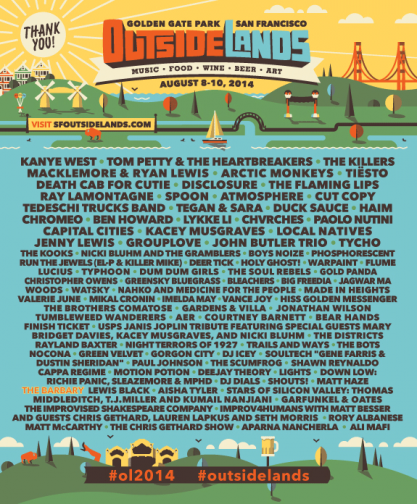 THANK YOU!
GOLDEN GATE PARK SAN FRANCISCO
OUTSIDELANDS
MUSIC • FOOD • WINE • BEER • ART
AUGUST 8-10, 2014
VISIT SFOUTSIDELANDS.COM
KANYE WEST • TOM PETTY & THE HEARTBREAKERS • THE KILLERS
MACKLEMORE & RYAN LEWIS • ARCTIC MONKEYS • TIËSTO
DEATH CAB FOR CUTIE • DISCLOSURE • THE FLAMING LIPS
RAY LAMONTAGNE • SPOON • ATMOSPHERE • CUT COPY
TEDESCHI TRUCKS BAND • TEGAN & SARA • DUCK SAUCE • HAIM
CHROMEO • BEN HOWARD • LYKKE LI • CHVRCHES • PAOLO NUTINI
CAPITAL CITIES • KACEY MUSGRAVES • LOCAL NATIVES
JENNY LEWIS • GROUPLOVE • JOHN BUTLER TRIO • TYCHO
THE KOOKS • NICKI BLUHM AND THE GRAMBLERS • BOYS NOIZE • PHOSPHORESCENT
RUN THE JEWELS (EL-P & KILLER MIKE) • DEER TICK • HOLY GHOST! • WARPAINT • FLUME
LUCIUS • TYPHOON • DUM DUM GIRLS • THE SOUL REBELS • GOLD PANDA
CHRISTOPHER OWENS • GREENSKY BLUEGRASS • BLEACHERS • BIG FREEDIA • JAGWAR MA
WOODS • WATSKY • NAHKO AND MEDICINE FOR THE PEOPLE • MADE IN HEIGHTS
VALERIE JUNE • MIKAL CRONIN • IMELDA MAY • VANCE JOY • HISS GOLDEN MESSENGER
THE BROTHERS COMATOSE • GARDENS & VILLA • JONATHAN WILSON
TUMBLEWEED WANDERERS • AER • COURTNEY BARNETT • BEAR HANDS
FINISH TICKET • USPS JANIS JOPLIN TRIBUTE FEATURING SPECIAL GUESTS MARY
BRIDGET DAVIES, KACEY MUSGRAVES, AND NICKI BLUHM • THE DISTRICTS
RAYLAND BAXTER • NIGHT TERRORS OF 1927 • TRAILS AND WAYS • THE BOTS
NOCONA • GREEN VELVET • GORGON CITY • DJ ICEY • SOULTECH "GENE FARRIS &
DUSTIN SHERIDAN" • PAUL JOHNSON • THE SCUMFROG • SHAWN REYNALDO
CAPPA REGIME • MOTION POTION • DEEJAY THEORY • LIGHTS • DOWN LOW:
RICHIE PANIC, SLEAZEMORE & MPHD • DJ DIALS • SHOUTS! • MATT HAZE
THE BARBARY LEWIS BLACK • AISHA TYLER • STARS OF SILICON VALLEY: THOMAS
MIDDLEDITCH, T.J. MILLER AND KUMAIL NANJIANI • GARFUNKEL & OATES
THE IMPROVISED SHAKESPEARE COMPANY • IMPROV4HUMANS WITH MATT BESSER
AND GUESTS CHRIS GETHARD, LAUREN LAPKUS AND SETH MORRIS • RORY ALBANESE
MATT McCARTHY • THE CHRIS GETHARD SHOW • APARNA NANCHERLA • ALI MAFI
#ol2014 #outsidelands